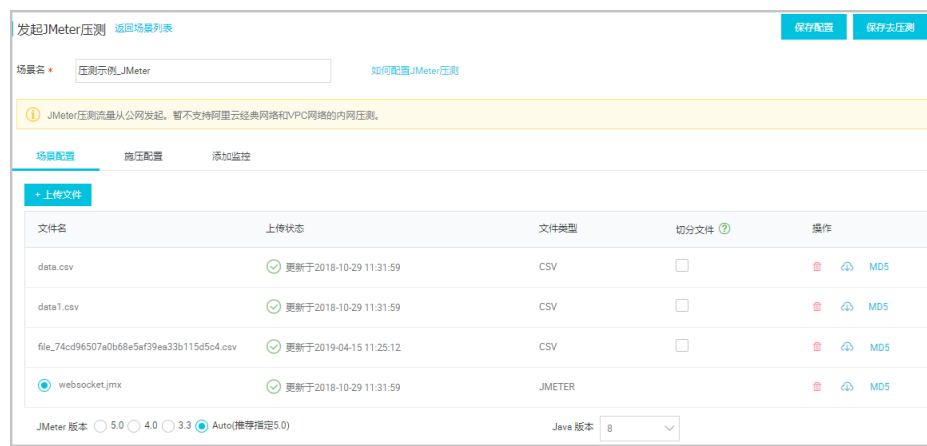 发起JMeter压测 返回场景列表 保存配置 保存去压测
场景名 * 压测示例_JMeter 如何配置JMeter压测
JMeter压测流量从公网发起。暂不支持阿里云经典网络和VPC网络的内网压测。
场景配置 施压配置 添加监控
+ 上传文件
文件名 上传状态 文件类型 切分文件 ? 操作
data.csv 更新于2018-10-29 11:31:59 CSV MD5
data1.csv 更新于2018-10-29 11:31:59 CSV MD5
file_74cd96507a0b68e5af39ea33b115d5c4.csv 更新于2019-04-15 11:25:12 CSV MD5
websocket.jmx 更新于2018-10-29 11:31:59 JMETER MD5
JMeter 版本 5.0 4.0 3.3 Auto(推荐指定5.0) Java 版本 8